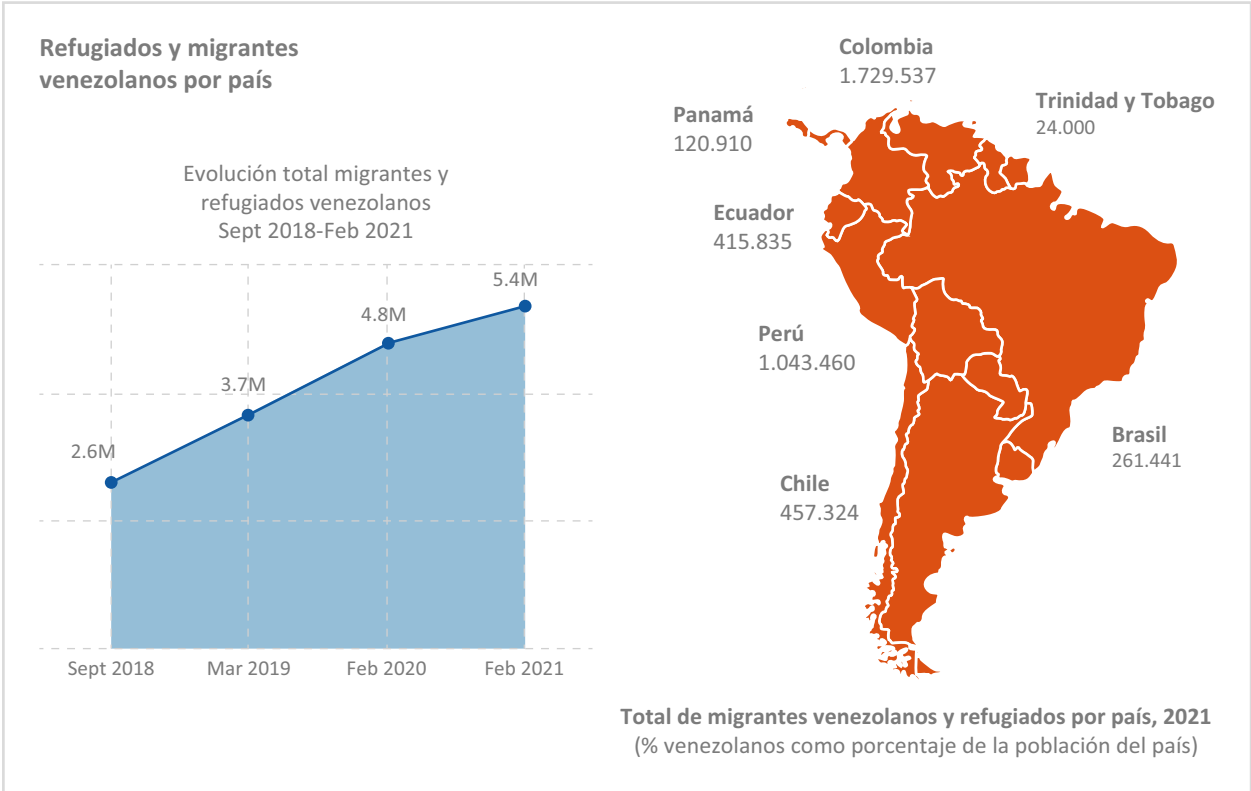 Refugiados y migrantes
venezolanos por país
Evolución total migrantes y
refugiados venezolanos
Sept 2018-Feb 2021
2.6M
3.7M
4.8M
5.4M
Sept 2018
Mar 2019
Feb 2020
Feb 2021
Colombia
1.729.537
Trinidad y Tobago
24.000
Panamá
120.910
Ecuador
415.835
Perú
1.043.460
Brasil
261.441
Chile
457.324
Total de migrantes venezolanos y refugiados por país, 2021
(% venezolanos como porcentaje de la población del país)